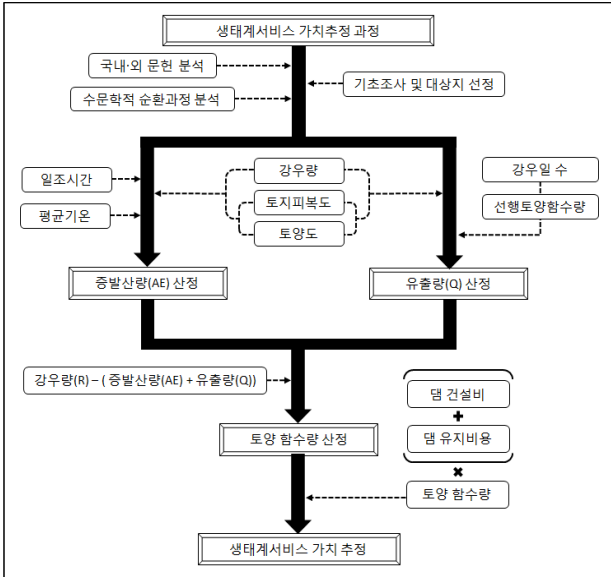 생태계서비스 가치추정 과정
국내·외 문헌 분석
기초조사 및 대상지 선정
수문학적 순환과정 분석
일조시간
평균기온
강우량
토지피복도
토양도
강우일 수
선행토양함수량
증발산량(AE) 산정
유출량(Q) 산정
강우량(R) – ( 증발산량(AE) + 유출량(Q))
댐 건설비
+
댐 유지비용
×
토양 함수량
토양 함수량 산정
생태계서비스 가치 추정